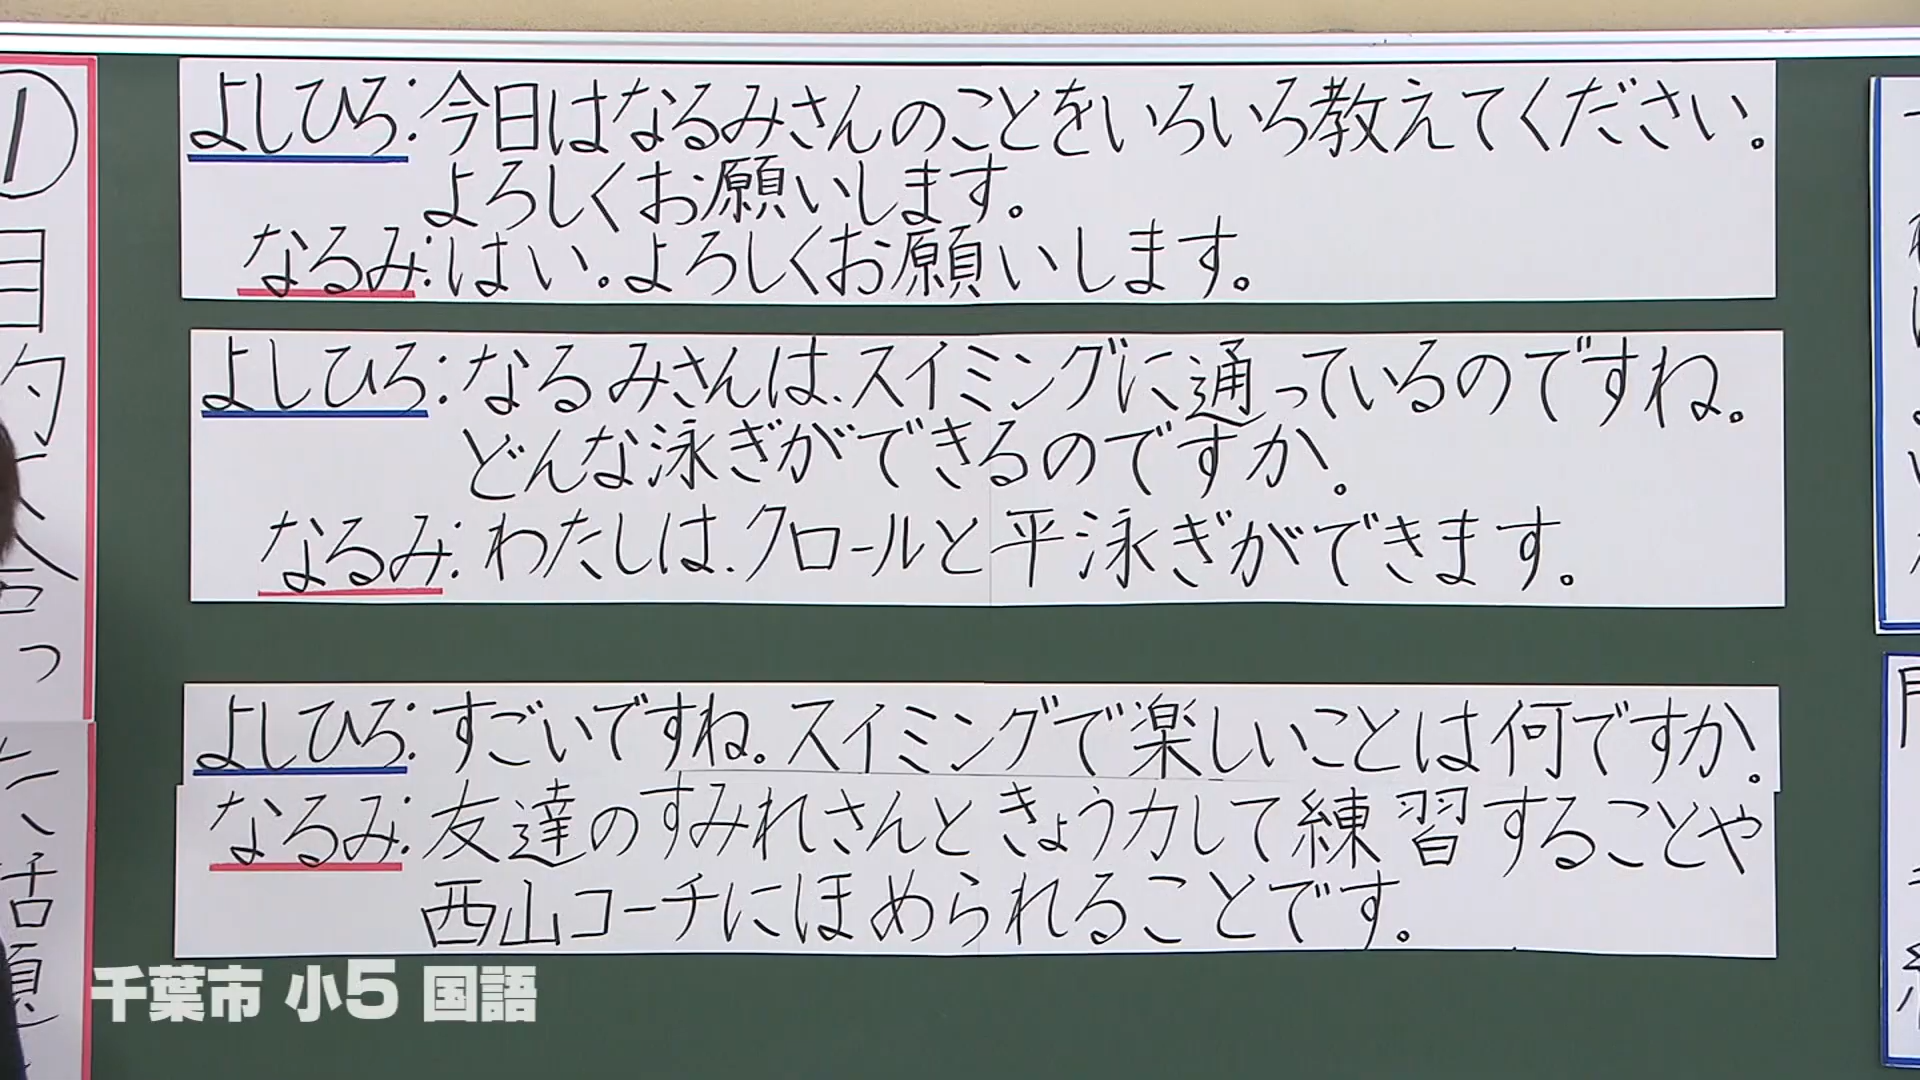 よしひろ:今日はなるみさんのことをいろいろ教えてください。
よろしくお願いします。
なるみ:はい。よろしくお願いします。
よしひろ:なるみさんは、スイミングに通っているのですね。
どんな泳ぎができるのですか。
なるみ:わたしは、クロールと平泳ぎができます。
よしひろ:すごいですね。スイミングで楽しいことは何ですか。
なるみ:友達のすみれさんときょう力して練習することや
西山コーチにほめられることです。
千葉市 小5 国語